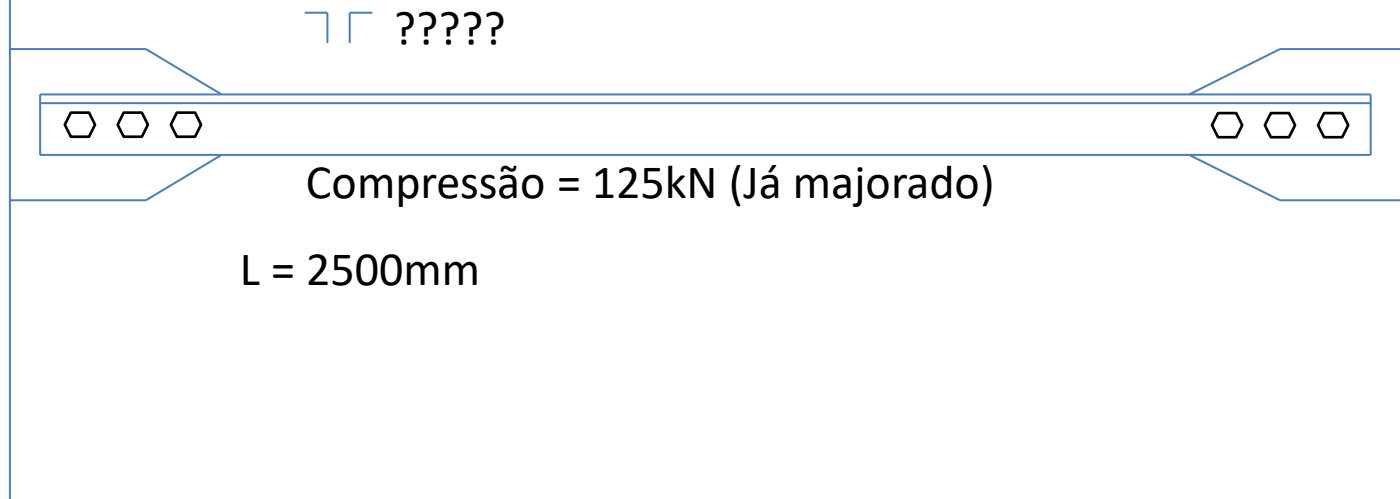 ?????
Compressão = 125kN (Já majorado)
L = 2500mm